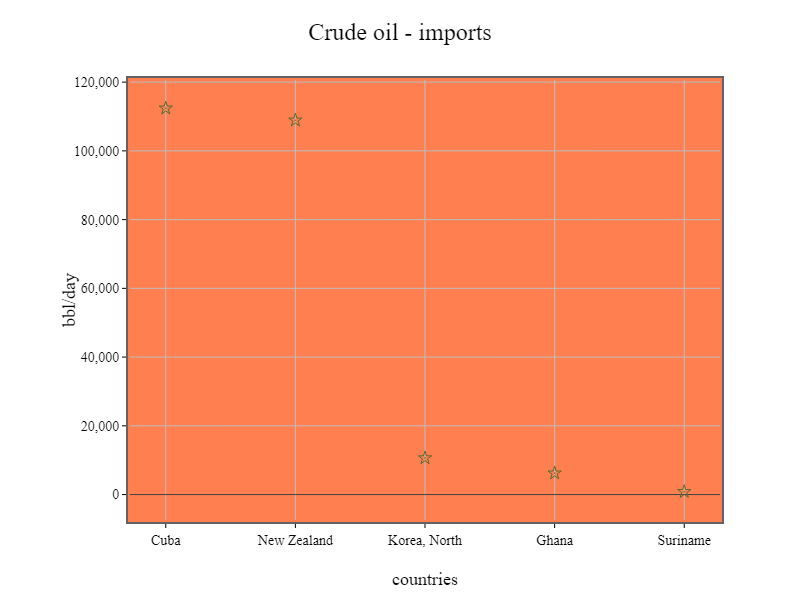 Crude oil - imports
120,000
100,000
80,000
60,000
40,000
20,000
0
bbl/day
Cuba
New Zealand
Korea, North
Ghana
Suriname
countries